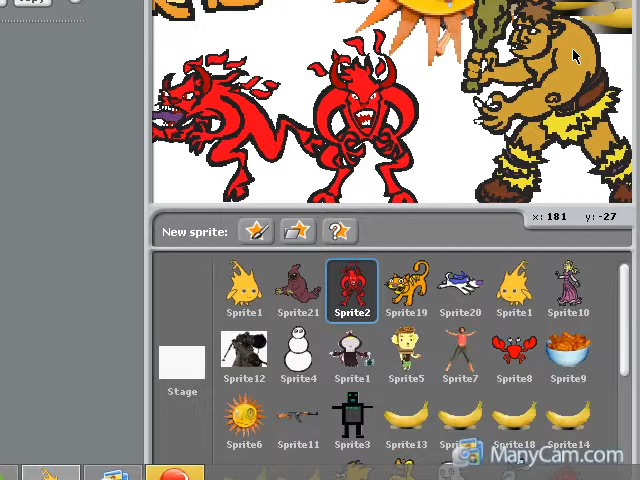 x: 181 y: -27
New sprite:
Sprite1 Sprite21 Sprite2 Sprite19 Sprite20 Sprite1 Sprite10
Sprite12 Sprite4 Sprite1 Sprite5 Sprite7 Sprite8 Sprite9
Stage
Sprite6 Sprite11 Sprite3 Sprite13 Sprite18 Sprite14
ManyCam.com